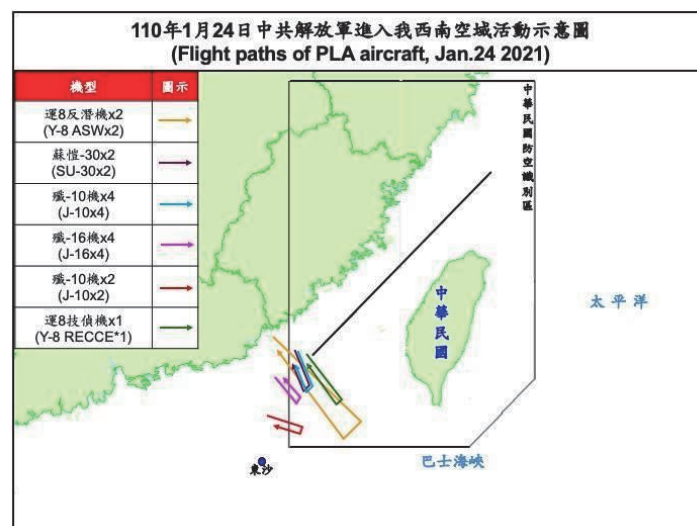 110年1月24日中共解放軍進入我西南空域活動示意圖
(Flight paths of PLA aircraft, Jan.24 2021)
機型 圖示
運8反潛機x2
(Y-8 ASWx2)
蘇愷-30x2
(SU-30x2)
殲-10機x4
(J-10x4)
殲-16機x4
(J-16x4)
殲-10機x2
(J-10x2)
運8技偵機x1
(Y-8 RECCE*1)
中華民國防空識別區
中華民國
太平洋
巴士海峽
東沙